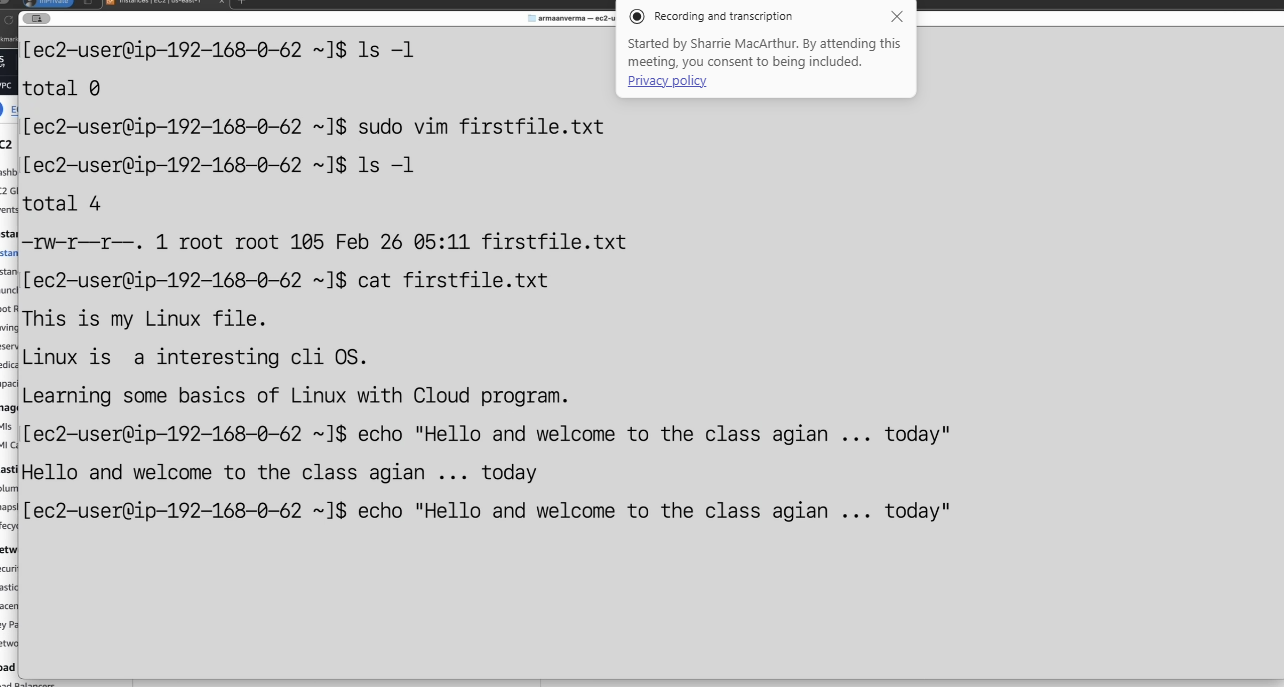 InPrivate
Instances | EC2 | us-east-1
armaanverma — ec2-u
Recording and transcription
Started by Sharrie MacArthur. By attending this
meeting, you consent to being included.
Privacy policy
[ec2-user@ip-192-168-0-62 ~]$ ls -l
total 0
[ec2-user@ip-192-168-0-62 ~]$ sudo vim firstfile.txt
[ec2-user@ip-192-168-0-62 ~]$ ls -l
total 4
-rw-r--r--. 1 root root 105 Feb 26 05:11 firstfile.txt
[ec2-user@ip-192-168-0-62 ~]$ cat firstfile.txt
This is my Linux file.
Linux is  a interesting cli OS.
Learning some basics of Linux with Cloud program.
[ec2-user@ip-192-168-0-62 ~]$ echo "Hello and welcome to the class agian ... today"
Hello and welcome to the class agian ... today
[ec2-user@ip-192-168-0-62 ~]$ echo "Hello and welcome to the class agian ... today"